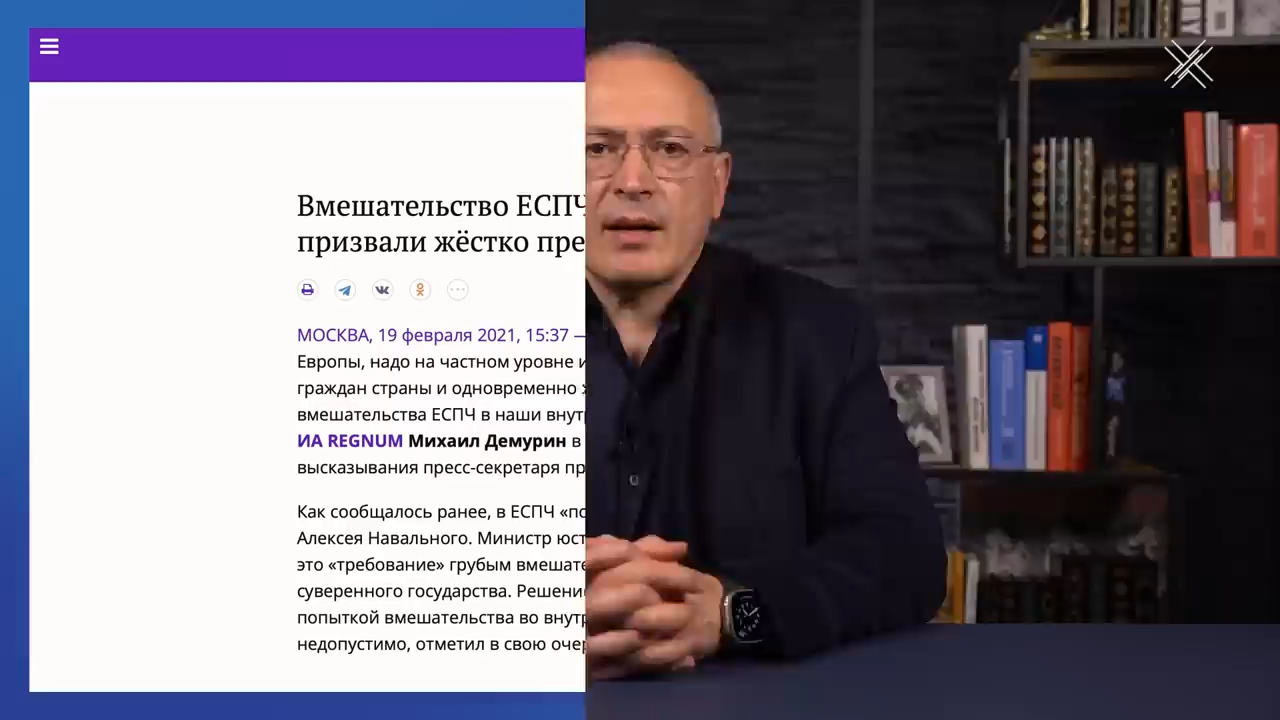 Вмешательство ЕСПЧ
призвали жёстко пре
МОСКВА, 19 февраля 2021, 15:37 —
Европы, надо на частном уровне и
граждан страны и одновременно
вмешательства ЕСПЧ в наши внут
ИА REGNUM Михаил Демурин в
высказывания пресс-секретаря пр
Как сообщалось ранее, в ЕСПЧ «по
Алексея Навального. Министр юст
это «требование» грубым вмешате
суверенного государства. Решени
попыткой вмешательства во внутр
недопустимо, отметил в свою очер